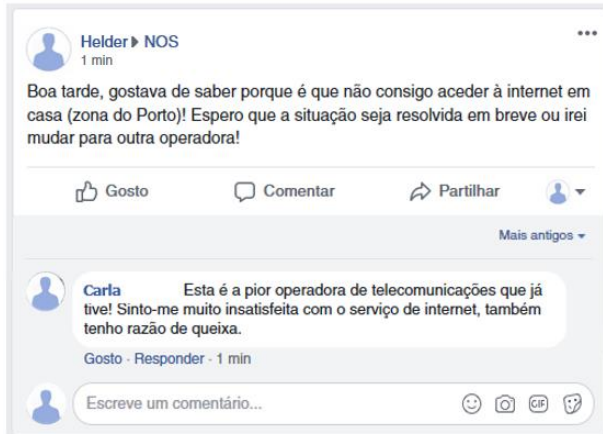 Helder NOS
1 min
Boa tarde, gostava de saber porque é que não consigo aceder à internet em
casa (zona do Porto)! Espero que a situação seja resolvida em breve ou irei
mudar para outra operadora!
Gosto Comentar Partilhar
Mais antigos
Carla Esta é a pior operadora de telecomunicações que já
tive! Sinto-me muito insatisfeita com o serviço de internet, também
tenho razão de queixa.
Gosto · Responder · 1 min
Escreve um comentário... GIF